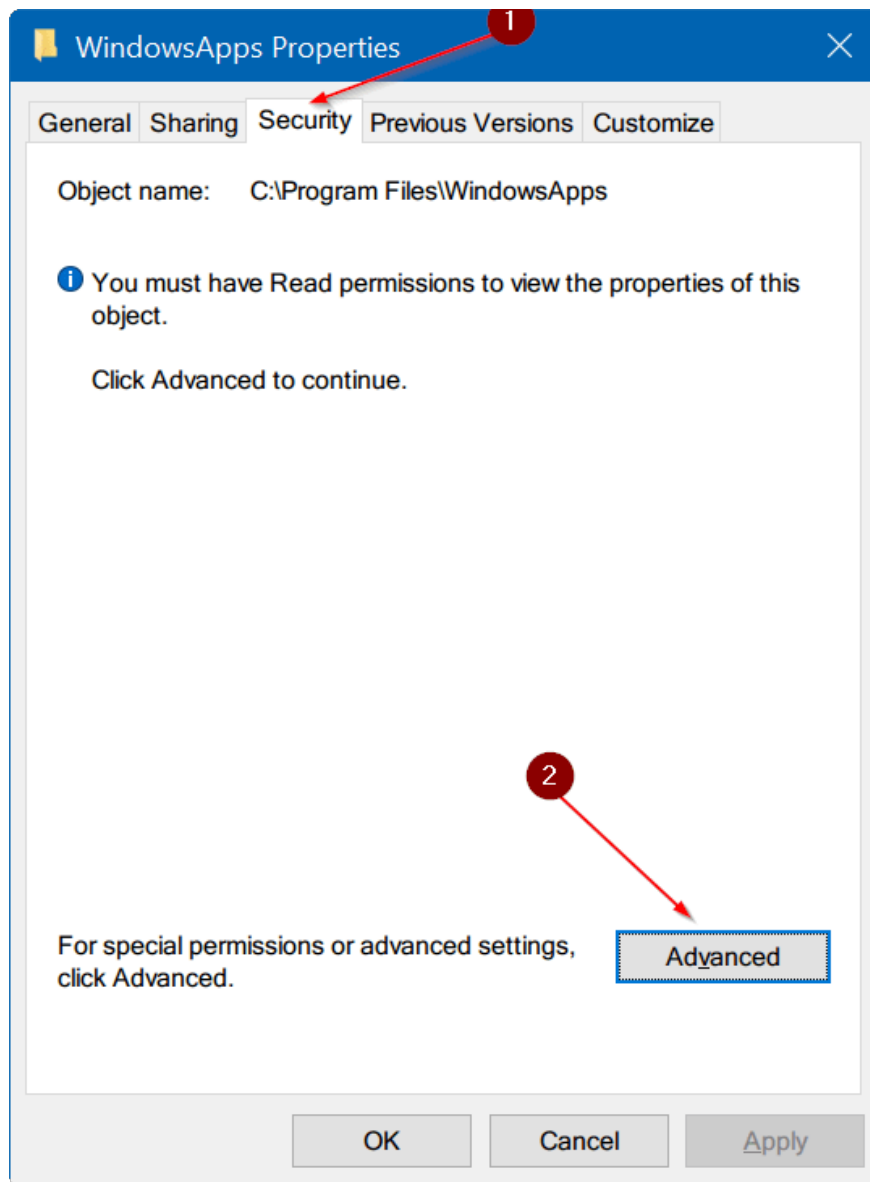 1
WindowsApps Properties
General Sharing Security Previous Versions Customize
Object name: C:\Program Files\WindowsApps
You must have Read permissions to view the properties of this
object.
Click Advanced to continue.
2
For special permissions or advanced settings,
click Advanced.
Advanced
OK Cancel Apply